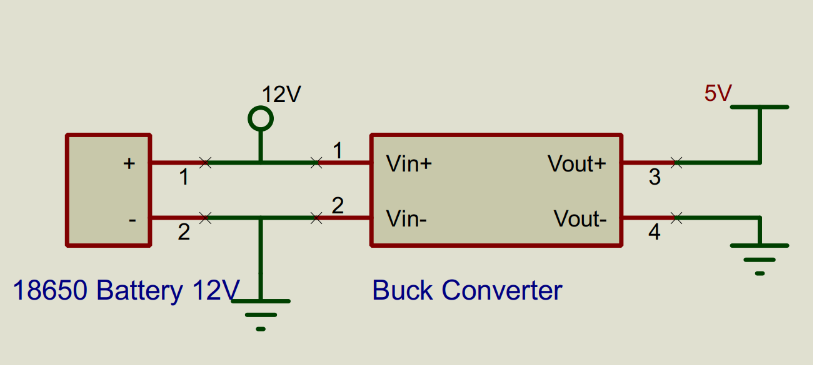 12V
5V
+
1
1
Vin+
Vout+
3
-
2
2
Vin-
Vout-
4
18650 Battery 12V
Buck Converter